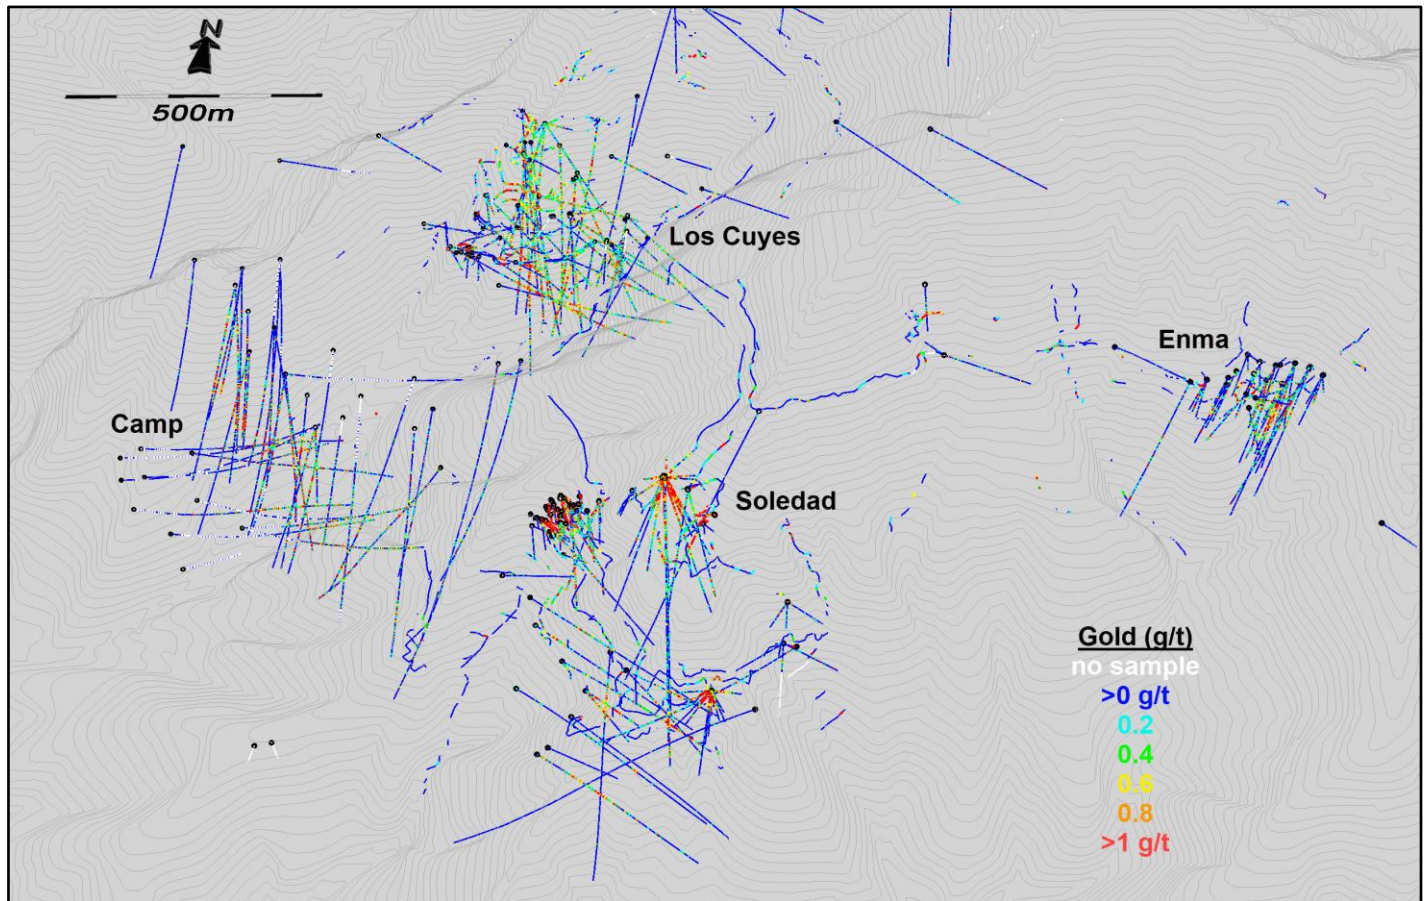 N
500m
Los Cuyes
Enma
Camp
Soledad
Gold (g/t)
no sample
>0 g/t
0.2
0.4
0.6
0.8
>1 g/t